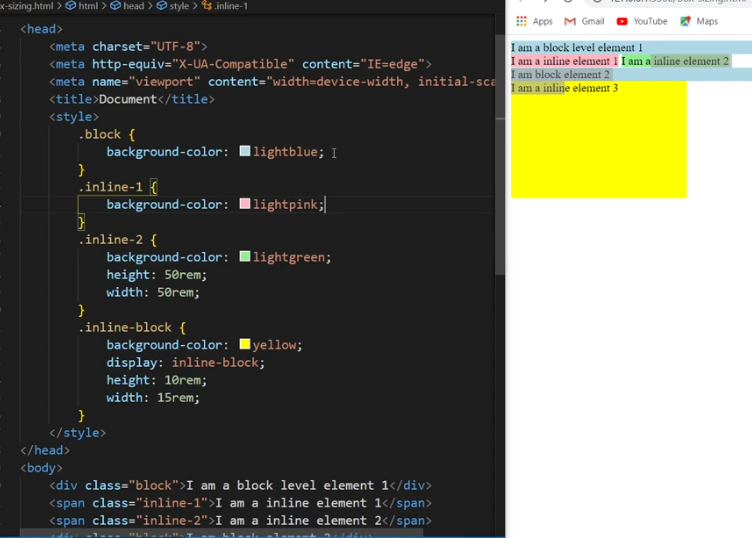 x-sizing.html > html > head > style > .inline-1
<head>
<meta charset="UTF-8">
<meta http-equiv="X-UA-Compatible" content="IE=edge">
<meta name="viewport" content="width=device-width, initial-sca
<title>Document</title>
<style>
.block {
background-color: lightblue;
}
.inline-1 {
background-color: lightpink;
}
.inline-2 {
background-color: lightgreen;
height: 50rem;
width: 50rem;
}
.inline-block {
background-color: yellow;
display: inline-block;
height: 10rem;
width: 15rem;
}
</style>
</head>
<body>
<div class="block">I am a block level element 1</div>
<span class="inline-1">I am a inline element 1</span>
<span class="inline-2">I am a inline element 2</span>
Apps Gmail YouTube Maps
I am a block level element 1
I am a inline element 1 I am a inline element 2
I am block element 2
I am a inline element 3